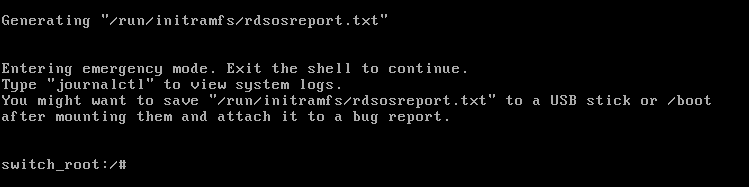 Generating "/run/initramfs/rdsosreport.txt"
Entering emergency mode. Exit the shell to continue.
Type "journalctl" to view system logs.
You might want to save "/run/initramfs/rdsosreport.txt" to a USB stick or /boot
after mounting them and attach it to a bug report.
switch_root:/#